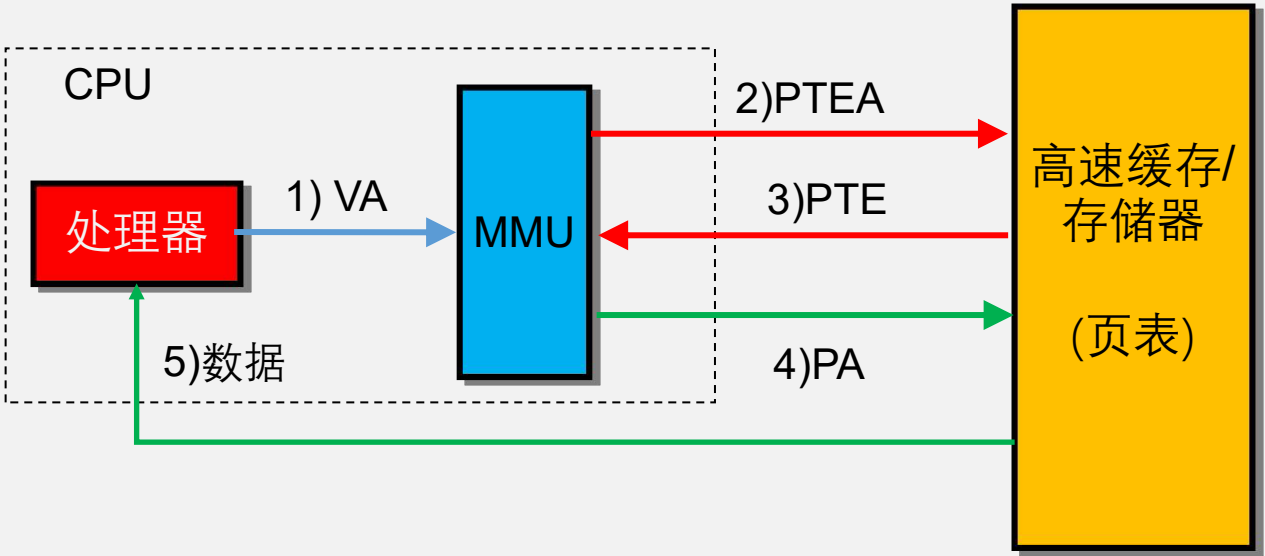 CPU
处理器
1) VA
MMU
2)PTEA
3)PTE
4)PA
5)数据
高速缓存/
存储器
(页表)